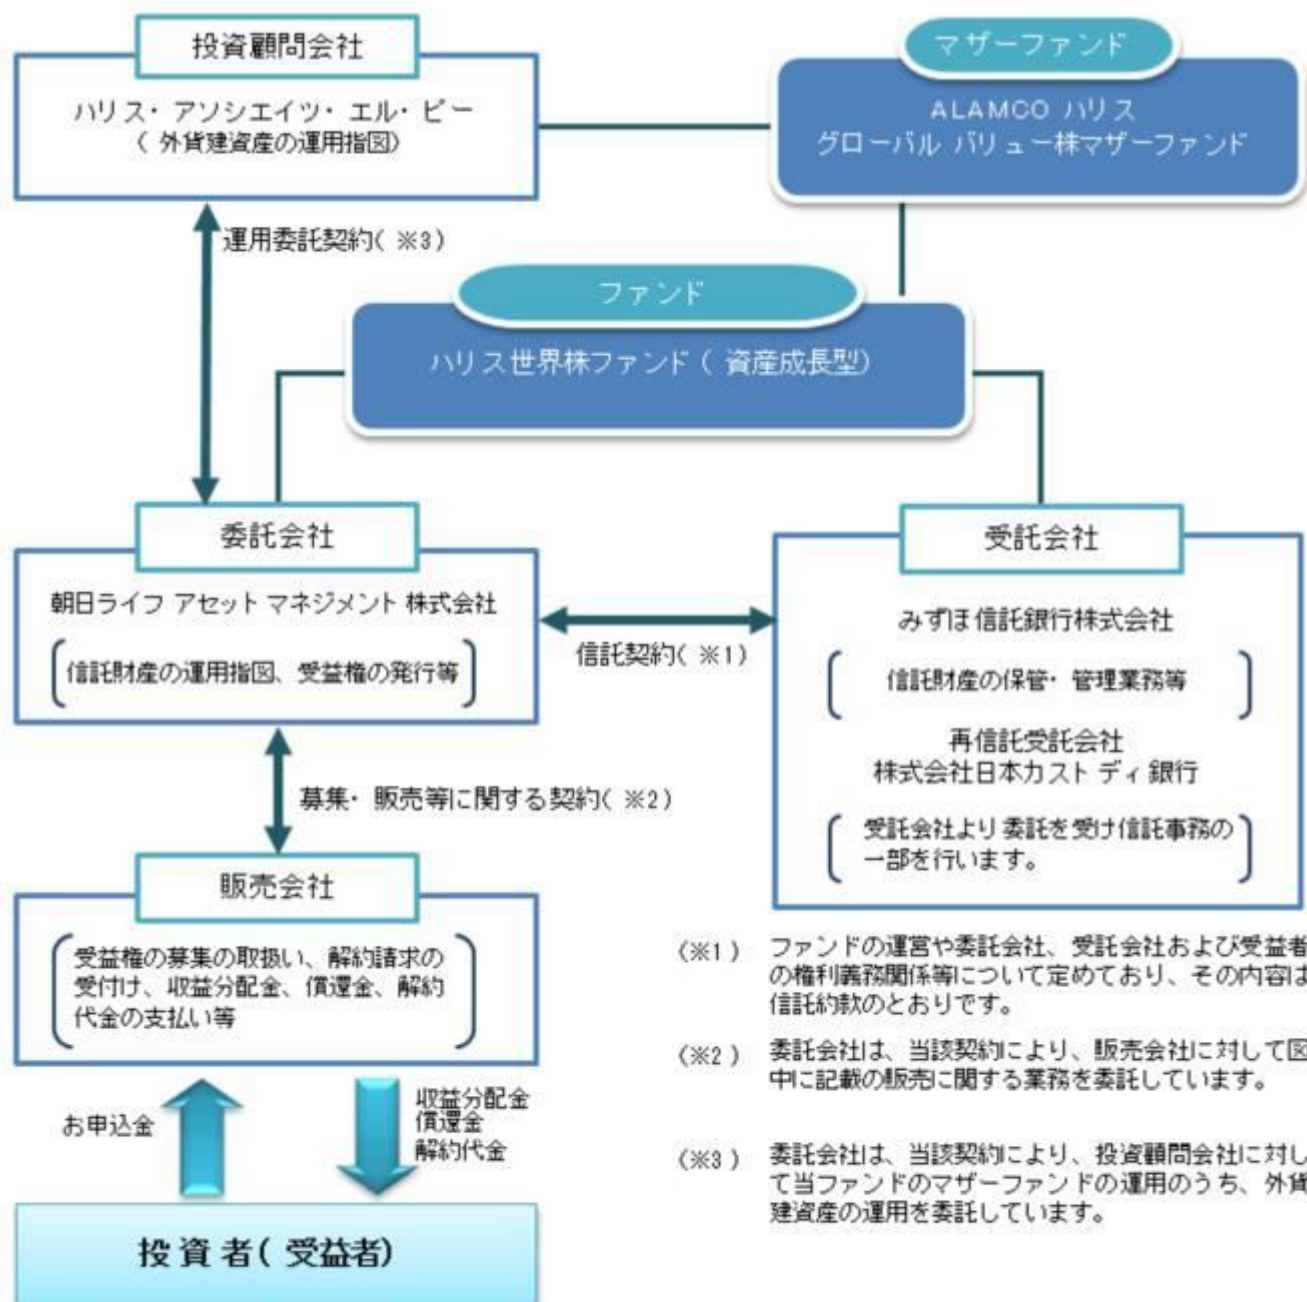 投資顧問会社
ハリス・アソシエイツ・エル・ピー
(外貨建資産の運用指図)
マザーファンド
ALAMCO ハリス
グローバル バリュー株マザーファンド
運用委託契約(※3)
ファンド
ハリス世界株ファンド(資産成長型)
委託会社
朝日ライフ アセット マネジメント 株式会社
信託財産の運用指図、受益権の発行等
信託契約(※1)
受託会社
みずほ信託銀行株式会社
信託財産の保管・管理業務等
再信託受託会社
株式会社日本カストディ銀行
受託会社より委託を受け信託事務の
一部を行います。
募集・販売等に関する契約(※2)
販売会社
受益権の募集の取扱い、解約請求の
受付け、収益分配金、償還金、解約
代金の支払い等
お申込金
収益分配金
償還金
解約代金
投資者(受益者)
(※1) ファンドの運営や委託会社、受託会社および受益者
の権利義務関係等について定めており、その内容は
信託約款のとおりです。
(※2) 委託会社は、当該契約により、販売会社に対して図
中に記載の販売に関する業務を委託しています。
(※3) 委託会社は、当該契約により、投資顧問会社に対し
て当ファンドのマザーファンドの運用のうち、外貨
建資産の運用を委託しています。